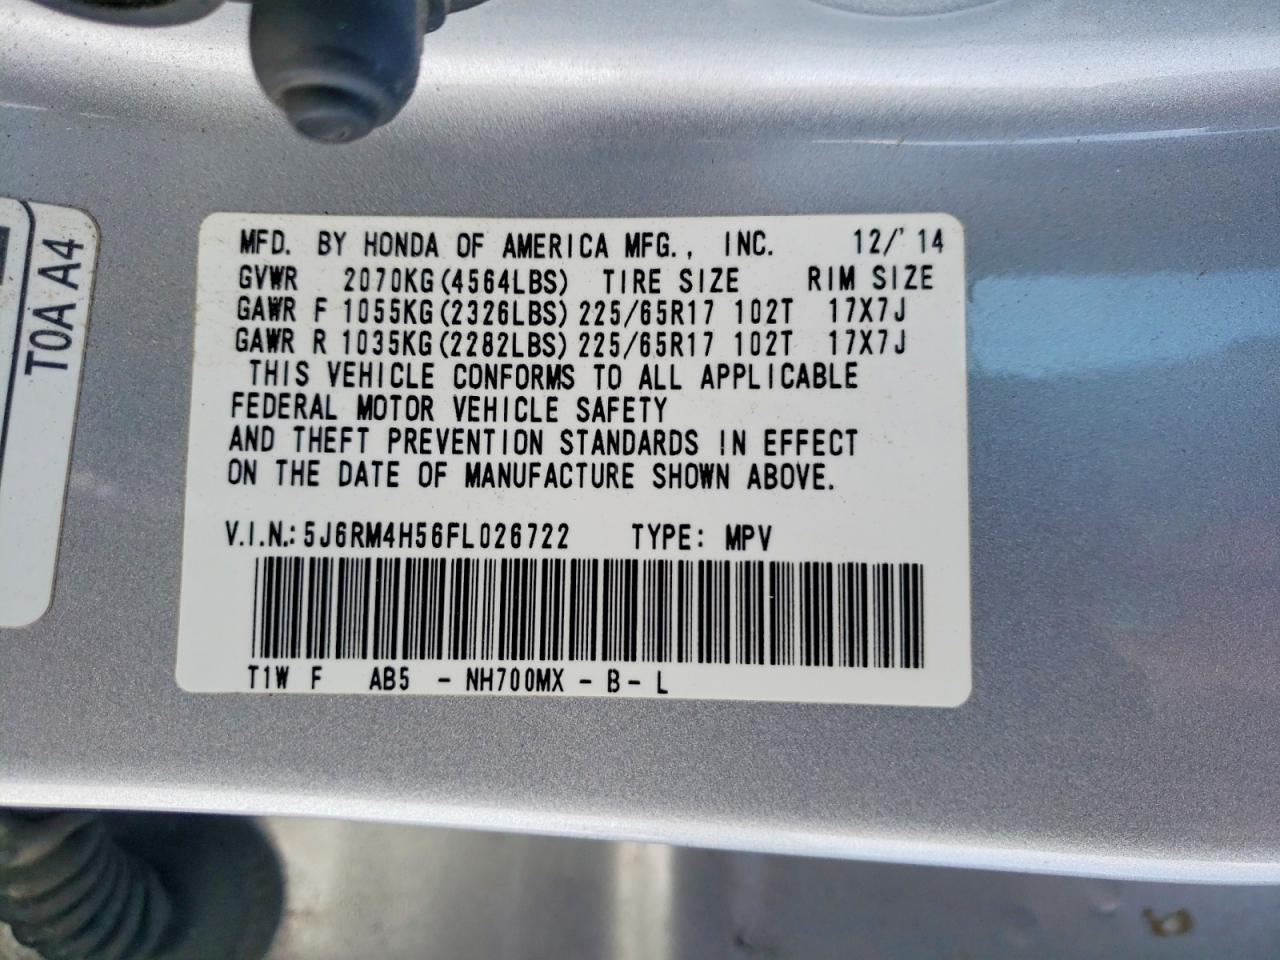 MFD. BY HONDA OF AMERICA MFG., INC. 12/'14
GVWR 2070KG(4564LBS) TIRE SIZE RIM SIZE
GAWR F 1055KG(2326LBS) 225/65R17 102T 17X7J
GAWR R 1035KG(2282LBS) 225/65R17 102T 17X7J
THIS VEHICLE CONFORMS TO ALL APPLICABLE
FEDERAL MOTOR VEHICLE SAFETY
AND THEFT PREVENTION STANDARDS IN EFFECT
ON THE DATE OF MANUFACTURE SHOWN ABOVE.
V.I.N.: 5J6RM4H56FL026722 TYPE: MPV
T1W F AB5 - NH700MX - B - L
T0A A4